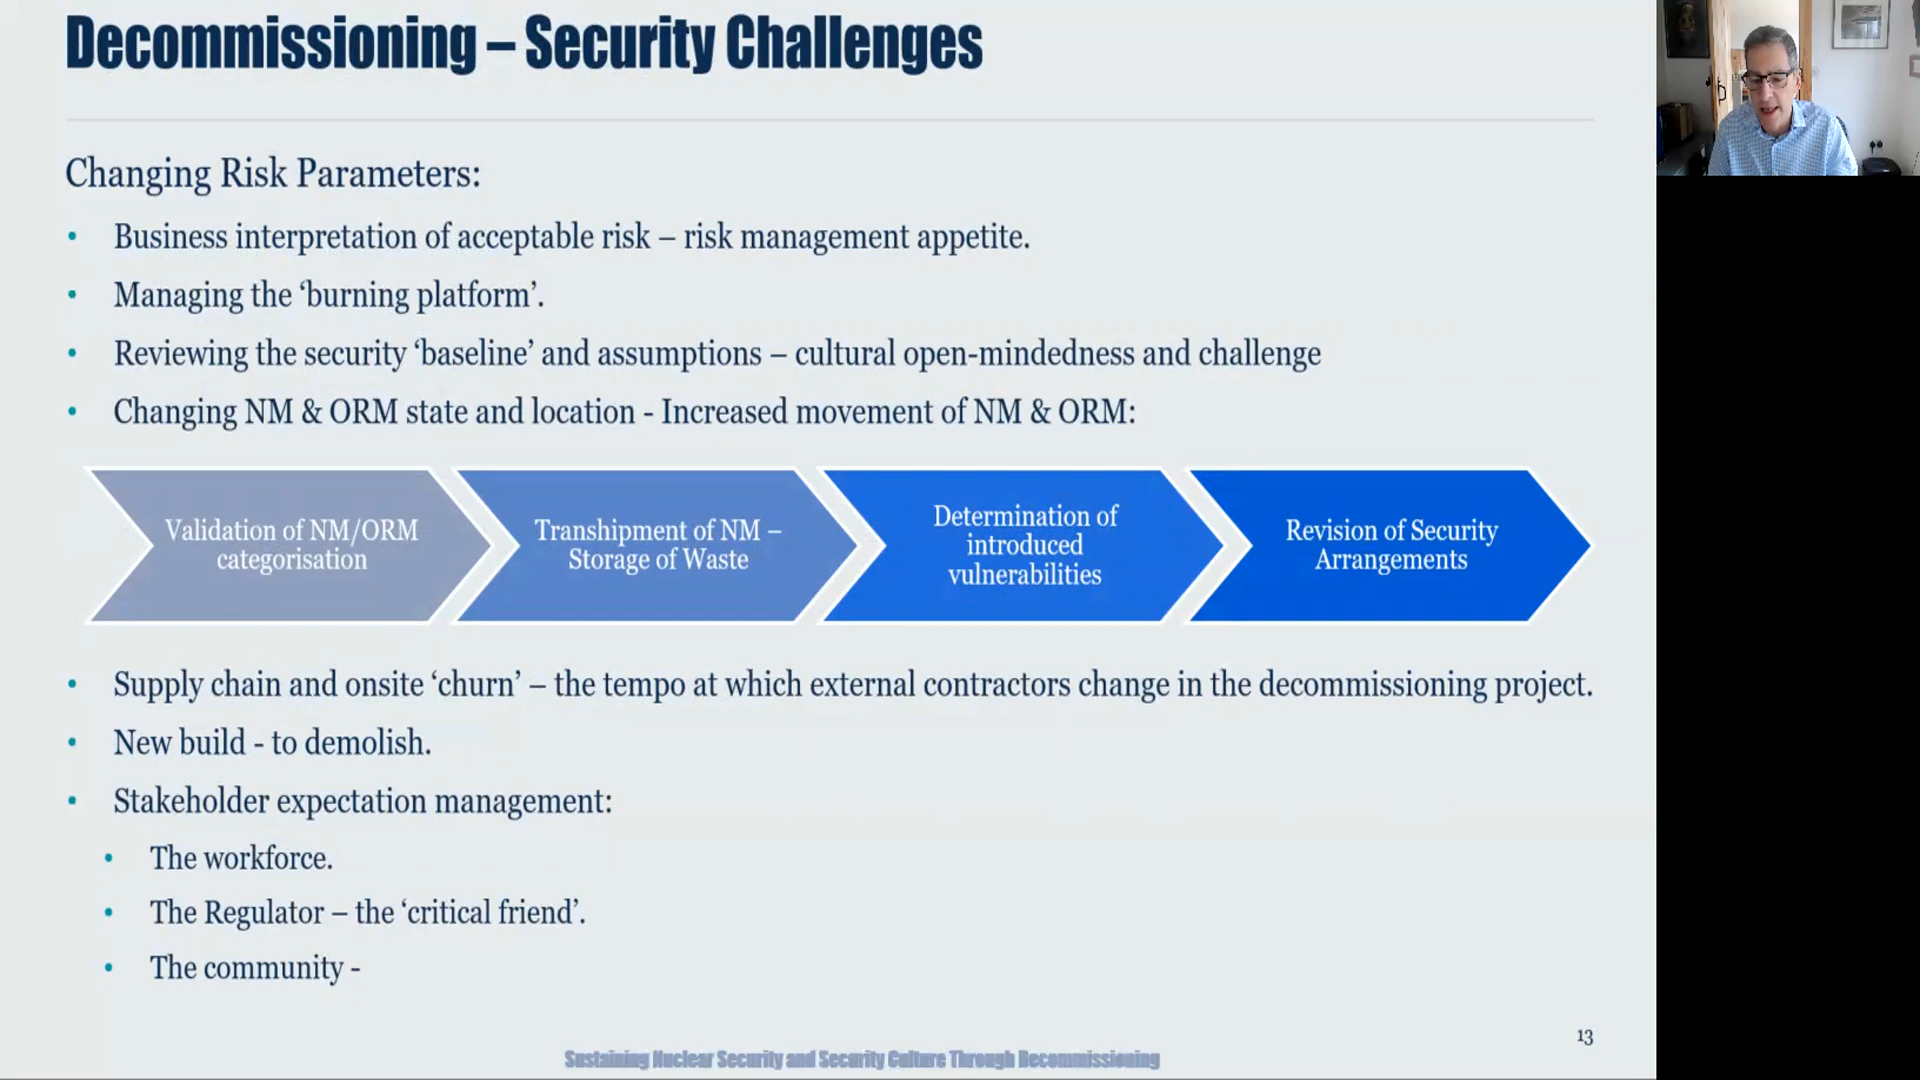 Decommissioning – Security Challenges
Changing Risk Parameters:
• Business interpretation of acceptable risk – risk management appetite.
• Managing the ‘burning platform’.
• Reviewing the security ‘baseline’ and assumptions – cultural open-mindedness and challenge
• Changing NM & ORM state and location - Increased movement of NM & ORM:
Validation of NM/ORM
categorisation
Transhipment of NM –
Storage of Waste
Determination of
introduced
vulnerabilities
Revision of Security
Arrangements
• Supply chain and onsite ‘churn’ – the tempo at which external contractors change in the decommissioning project.
• New build - to demolish.
• Stakeholder expectation management:
• The workforce.
• The Regulator – the ‘critical friend’.
• The community -
13
Sustaining Nuclear Security and Security Culture Through Decommissioning